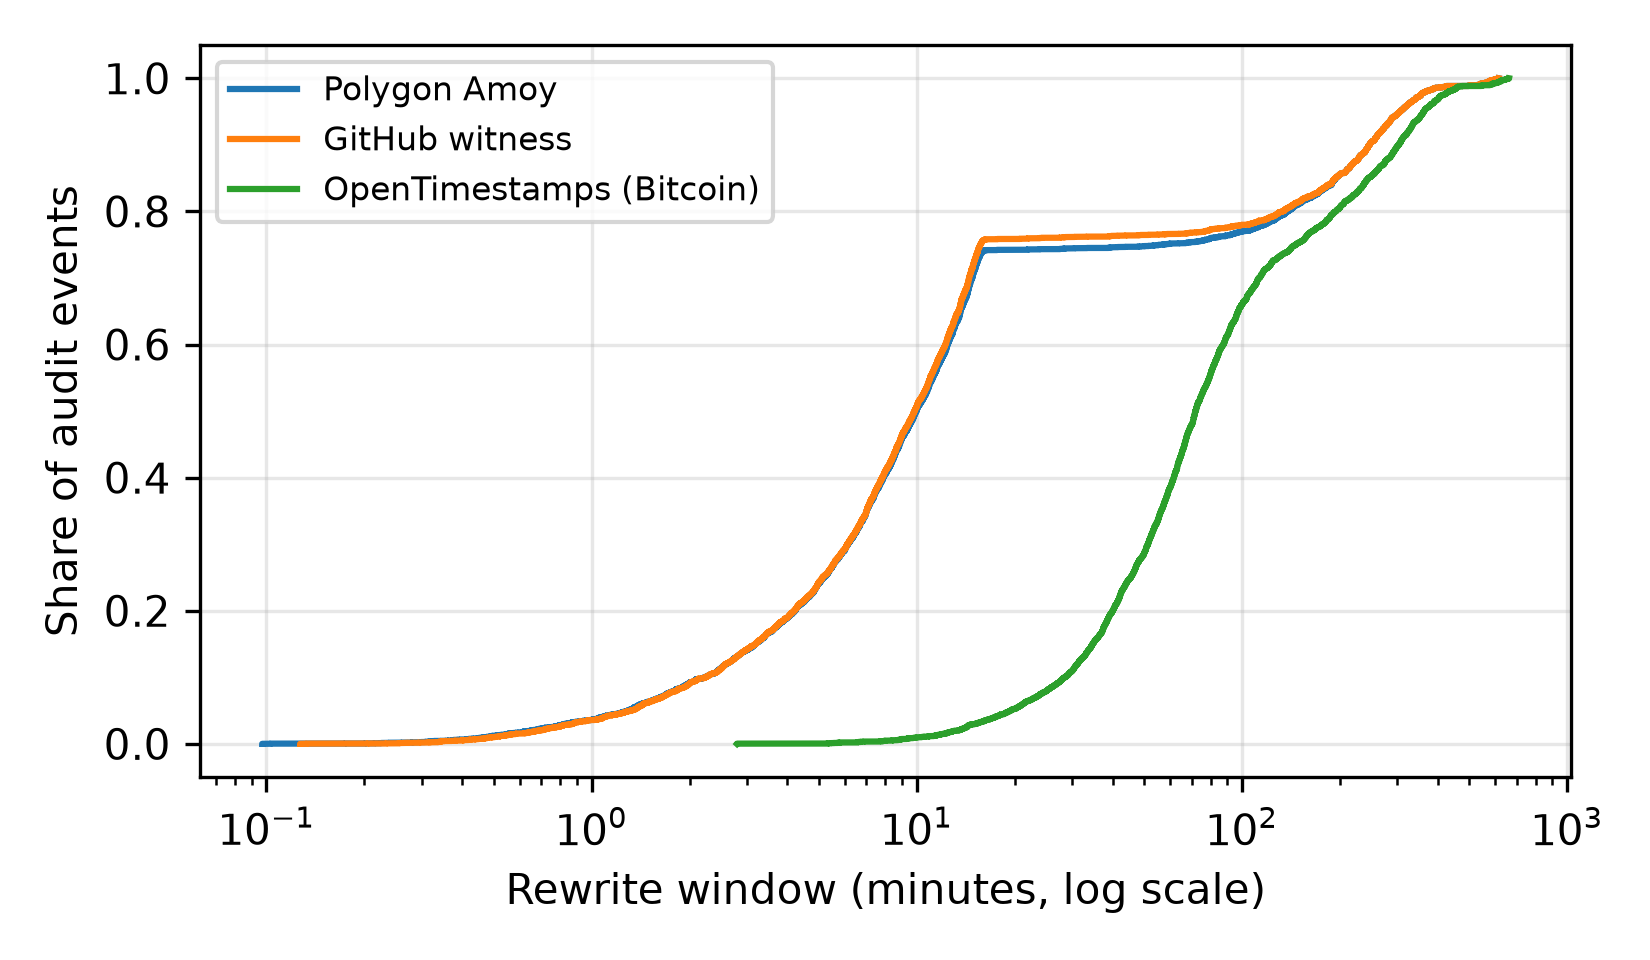 Polygon Amoy
GitHub witness
OpenTimestamps (Bitcoin)
Share of audit events
1.0
0.8
0.6
0.4
0.2
0.0
10⁻¹ 10⁰ 10¹ 10² 10³
Rewrite window (minutes, log scale)